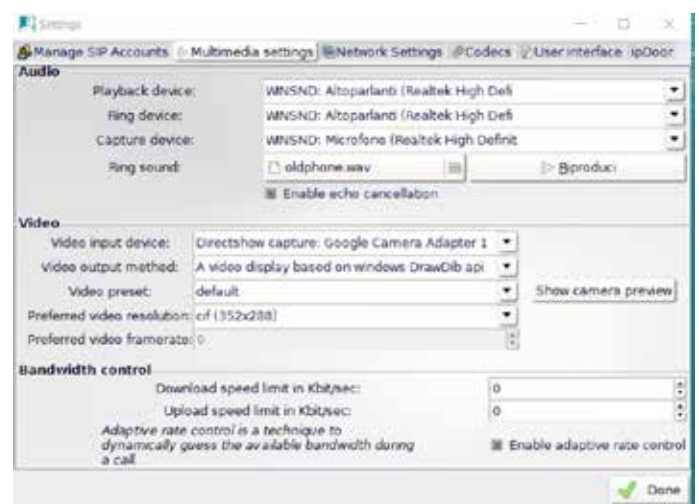 Settings
Manage SIP Accounts Multimedia settings Network Settings Codecs User interface ipDoor
Audio
Playback device: WINSND: Altoparlanti (Realtek High Defi
Ring device: WINSND: Altoparlanti (Realtek High Defi
Capture device: WINSND: Microfono (Realtek High Definit
Ring sound: oldphone.wav Riproduci
Enable echo cancellation
Video
Video input device: Directshow capture: Google Camera Adapter 1
Video output method: A video display based on windows DrawDib api
Video preset: default Show camera preview
Preferred video resolution: cif (352x288)
Preferred video framerate: 0
Bandwidth control
Download speed limit in Kbit/sec: 0
Upload speed limit in Kbit/sec: 0
Adaptive rate control is a technique to
dynamically guess the available bandwidth during
a call. Enable adaptive rate control
Done